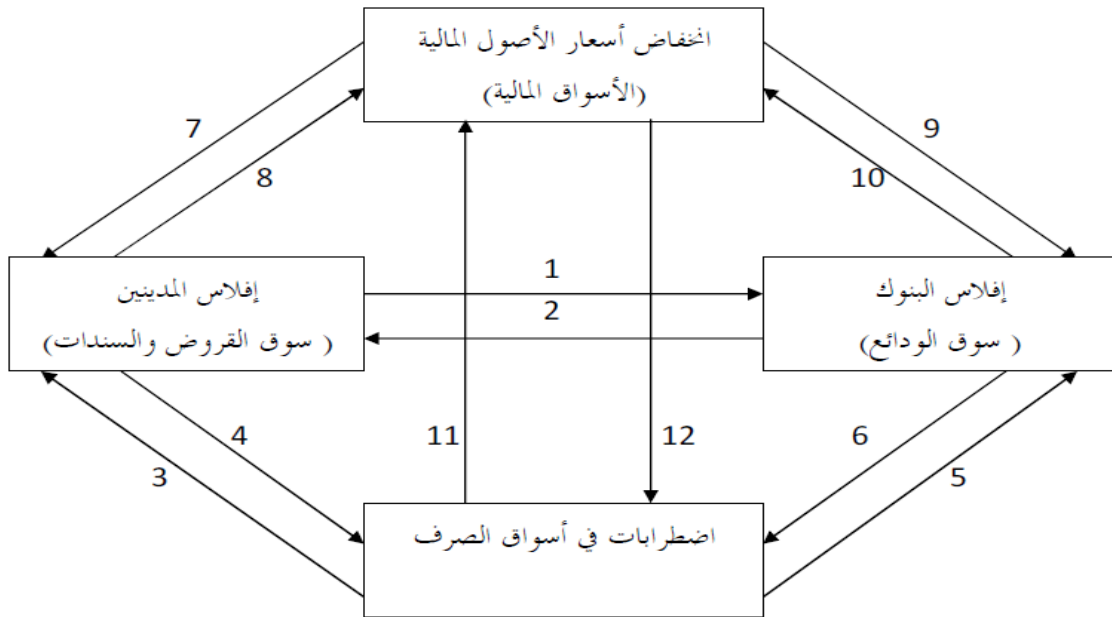 انخفاض أسعار الأصول المالية
(الأسواق المالية)
7
9
8
10
إفلاس المدينين
( سوق القروض والسندات)
1
2
إفلاس البنوك
( سوق الودائع)
4
11
12
6
3
5
اضطرابات في أسواق الصرف